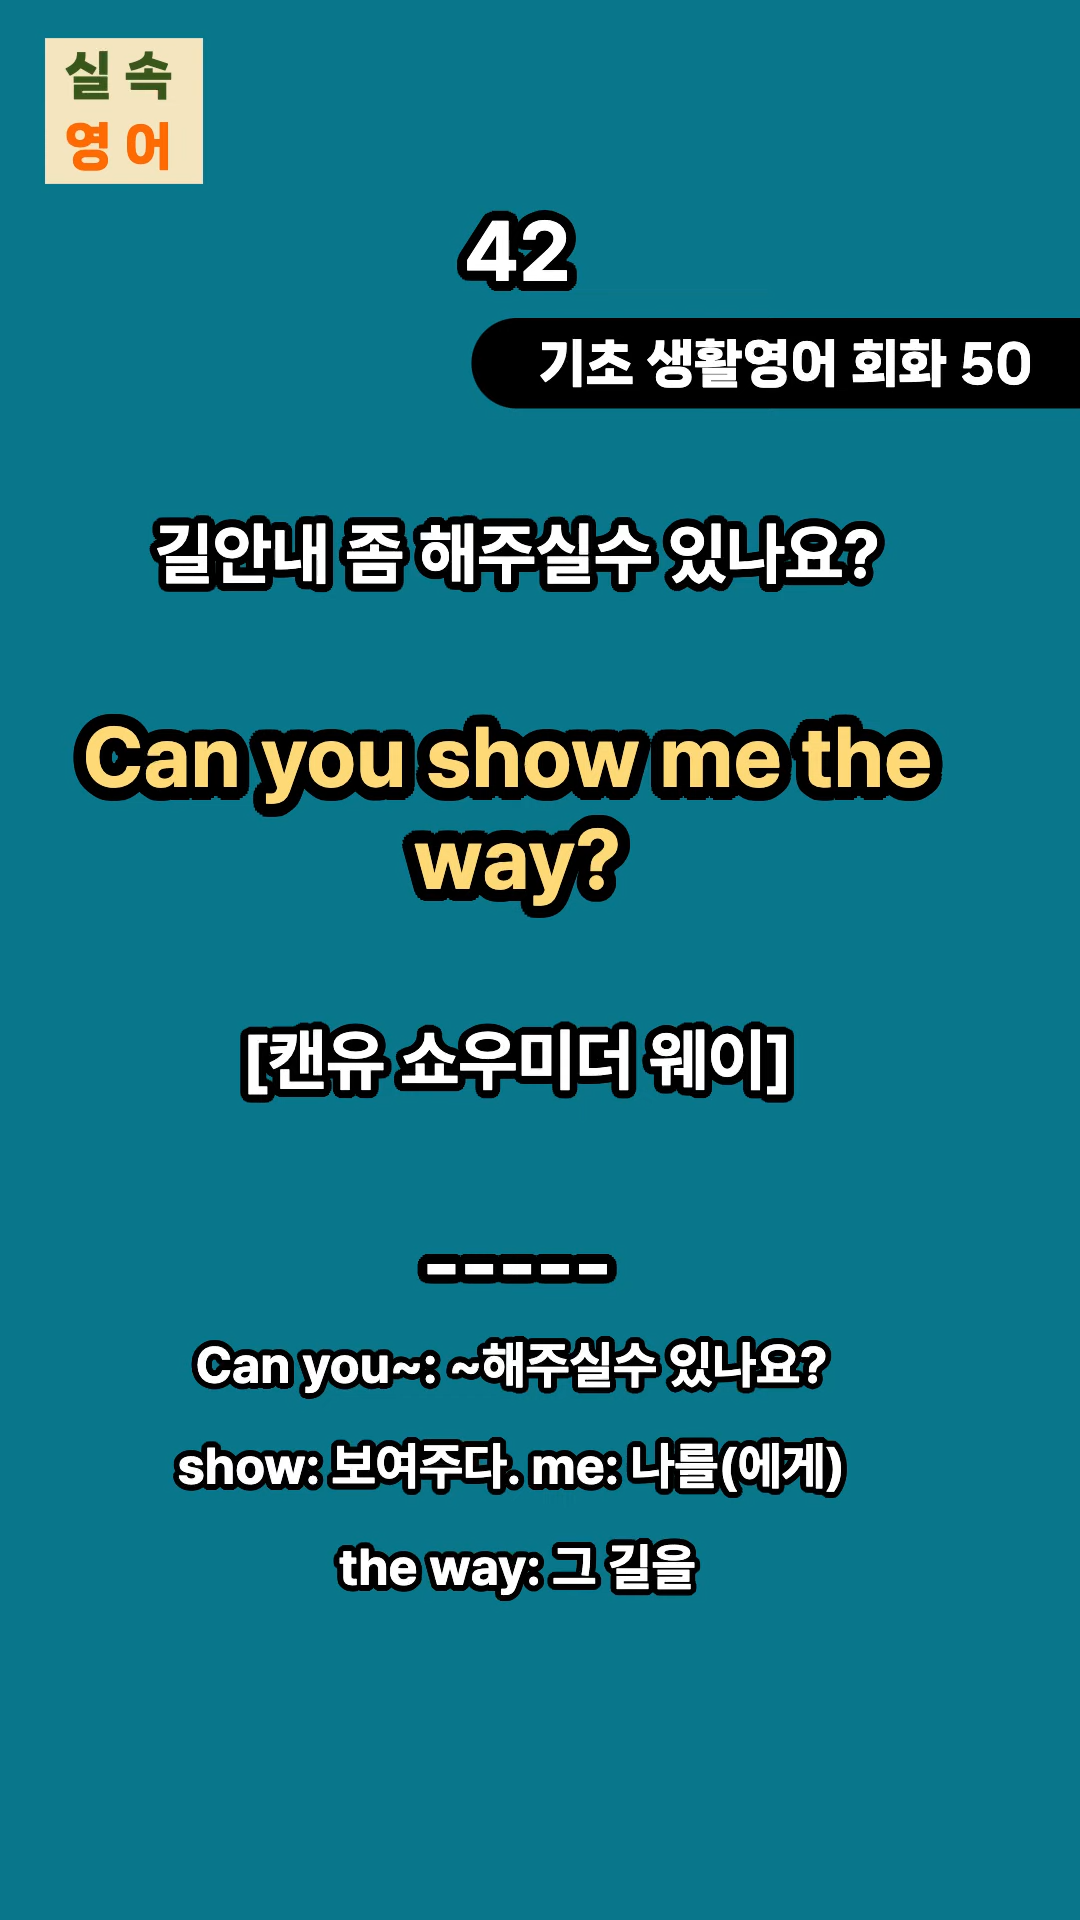 실속
영어
42
기초 생활영어 회화 50
길안내 좀 해주실수 있나요?
Can you show me the
way?
[캔유 쇼우미더 웨이]
-----
Can you~: ~해주실수 있나요?
show: 보여주다. me: 나를(에게)
the way: 그 길을